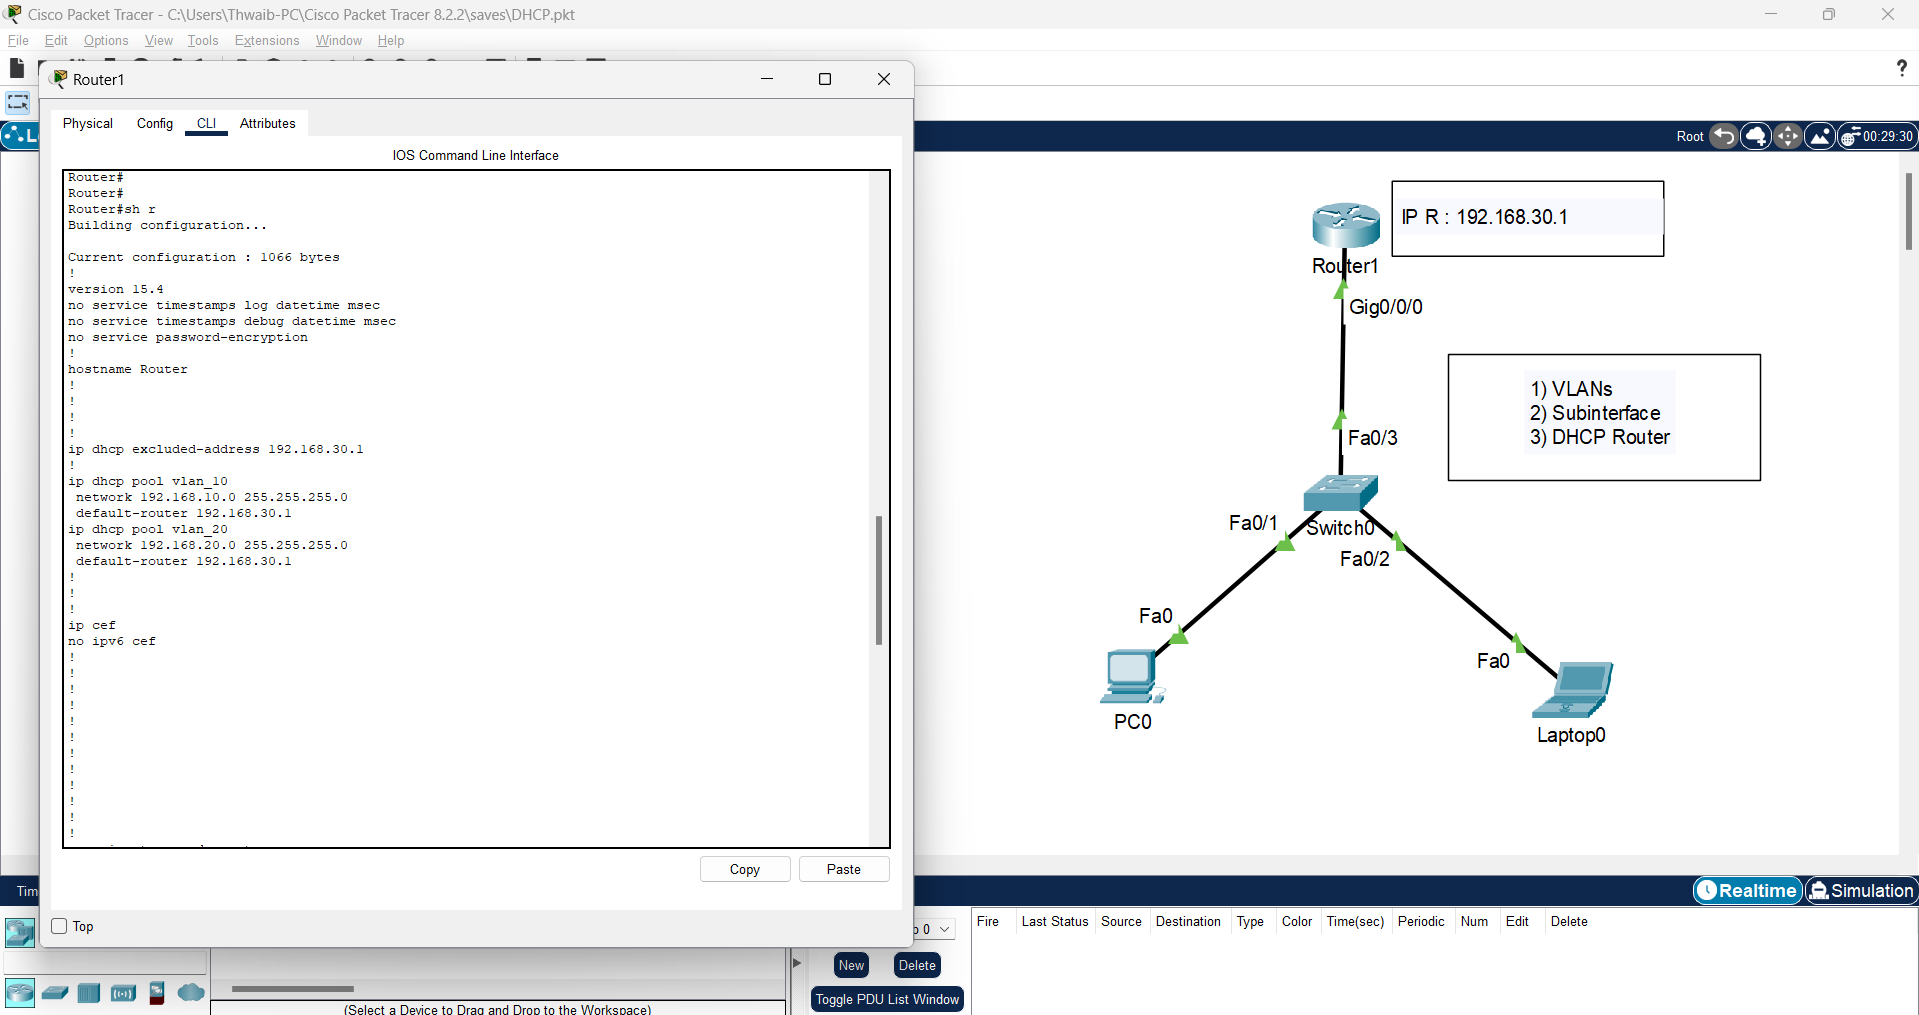 Cisco Packet Tracer - C:\Users\Thwaib-PC\Cisco Packet Tracer 8.2.2\saves\DHCP.pkt
File Edit Options View Tools Extensions Window Help
?
Router1
Physical Config CLI Attributes
IOS Command Line Interface
Router#
Router#
Router#sh r
Building configuration...
Current configuration : 1066 bytes
!
version 15.4
no service timestamps log datetime msec
no service timestamps debug datetime msec
no service password-encryption
!
hostname Router
!
!
!
!
ip dhcp excluded-address 192.168.30.1
!
ip dhcp pool vlan_10
network 192.168.10.0 255.255.255.0
default-router 192.168.30.1
ip dhcp pool vlan_20
network 192.168.20.0 255.255.255.0
default-router 192.168.30.1
!
!
!
ip cef
no ipv6 cef
!
!
!
!
!
!
!
!
!
!
!
!
Copy Paste
Top
Root 00:29:30
IP R : 192.168.30.1
Router1
Gig0/0/0
1) VLANs
2) Subinterface
3) DHCP Router
Fa0/3
Fa0/1 Switch0
Fa0/2
Fa0
Fa0
PC0
Laptop0
Realtime Simulation
Fire Last Status Source Destination Type Color Time(sec) Periodic Num Edit Delete
New Delete
Toggle PDU List Window
(Select a Device to Drag and Drop to the Workspace)